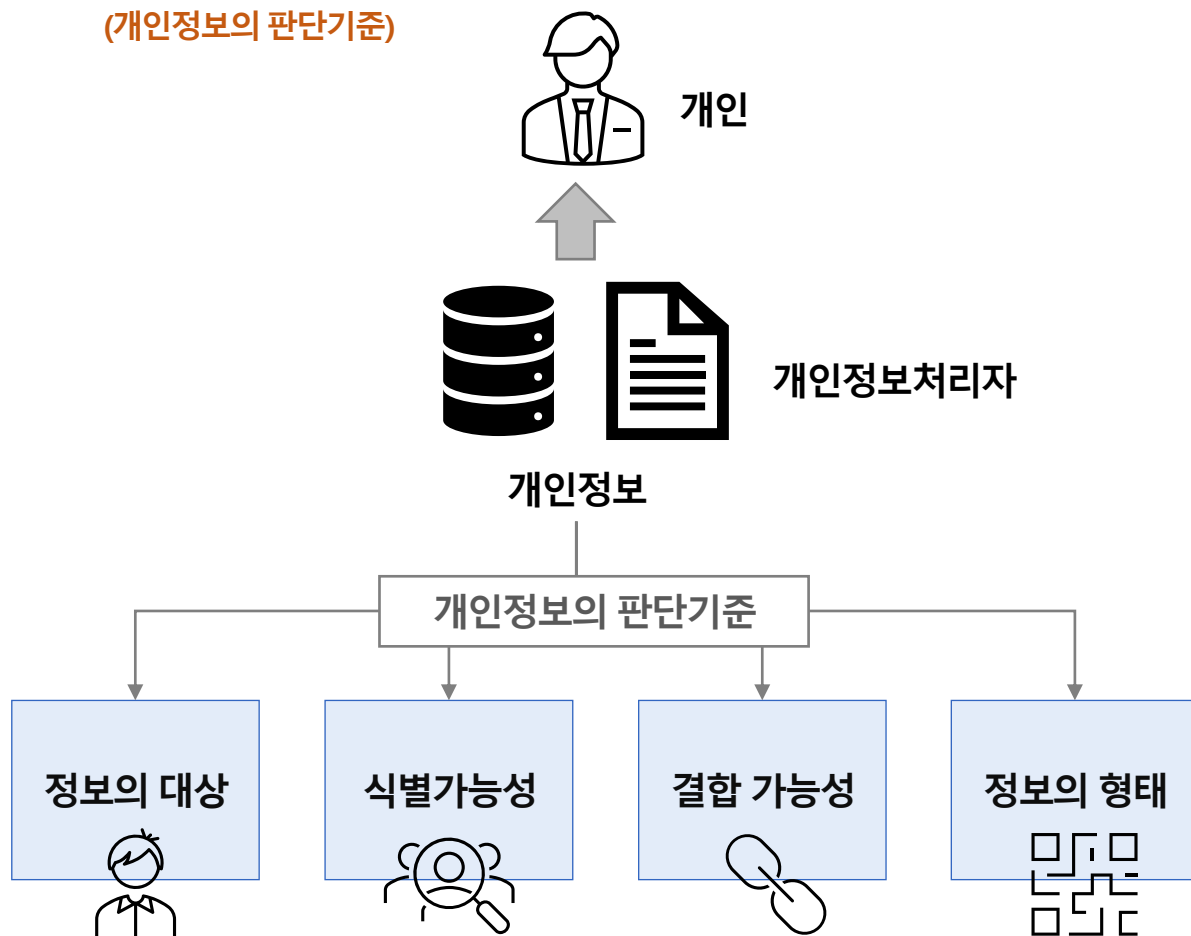 (개인정보의 판단기준)
개인
개인정보처리자
개인정보
개인정보의 판단기준
정보의 대상
식별가능성
결합 가능성
정보의 형태